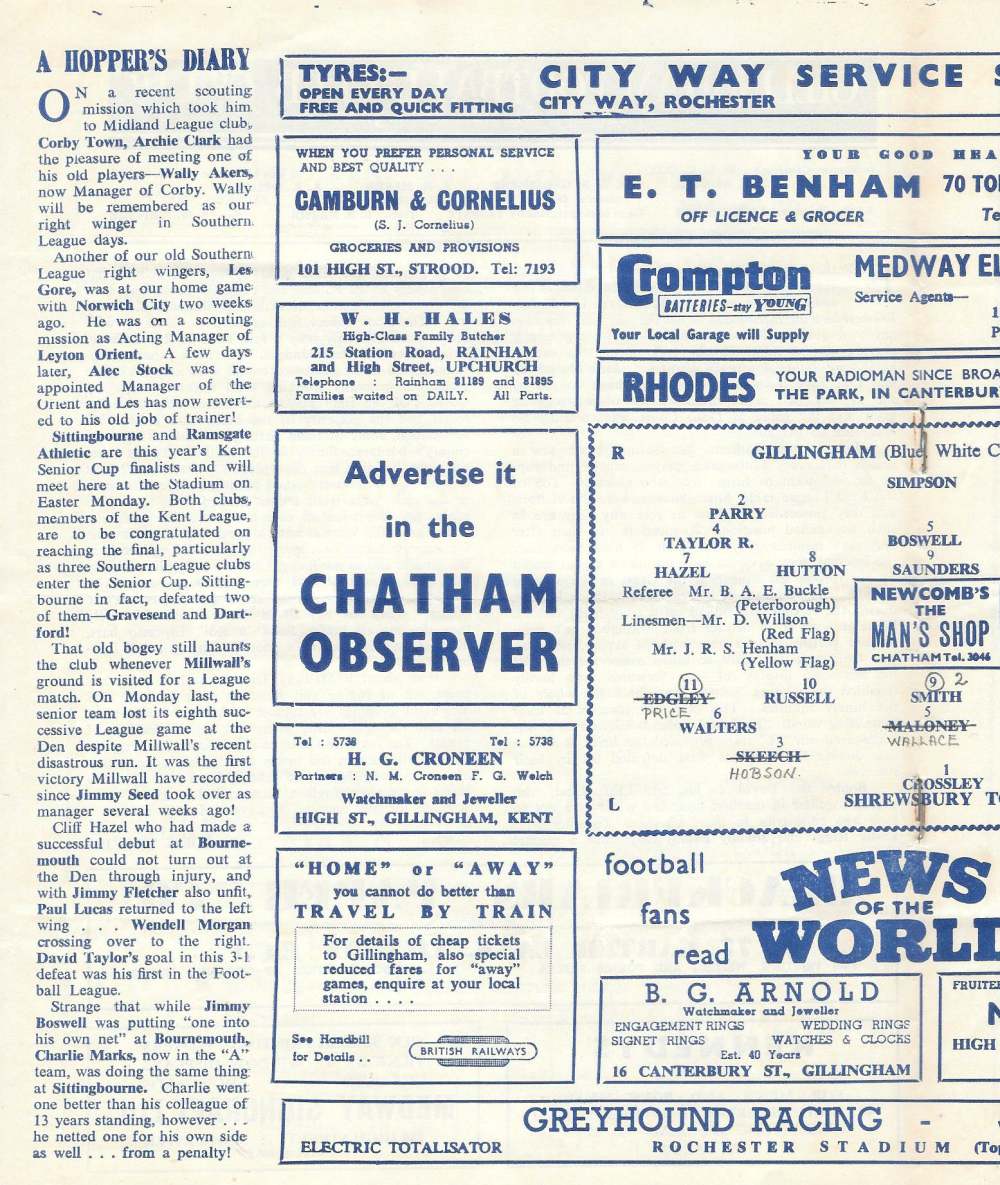 A HOPPER'S DIARY
ON a recent scouting
mission which took him
to Midland League club,
Corby Town, Archie Clark had
the pleasure of meeting one of
his old players—Wally Akers,
now Manager of Corby. Wally
will be remembered as our
right winger in Southern
League days.
Another of our old Southern
League right wingers, Les
Gore, was at our home game
with Norwich City two weeks
ago. He was on a scouting
mission as Acting Manager of
Leyton Orient. A few days
later, Alec Stock was re-
appointed Manager of the
Orient and Les has now revert-
ed to his old job of trainer!
Sittingbourne and Ramsgate
Athletic are this year's Kent
Senior Cup finalists and will
meet here at the Stadium on
Easter Monday. Both clubs,
members of the Kent League,
are to be congratulated on
reaching the final, particularly
as three Southern League clubs
enter the Senior Cup. Sitting-
bourne in fact, defeated two
of them—Gravesend and Dart-
ford!
That old bogey still haunts
the club whenever Millwall's
ground is visited for a League
match. On Monday last, the
senior team lost its eighth suc-
cessive League game at the
Den despite Millwall's recent
disastrous run. It was the first
victory Millwall have recorded
since Jimmy Seed took over as
manager several weeks ago!
Cliff Hazel who had made a
successful debut at Bourne-
mouth could not turn out at
the Den through injury, and
with Jimmy Fletcher also unfit,
Paul Lucas returned to the left
wing . . . Wendell Morgan
crossing over to the right.
David Taylor's goal in this 3-1
defeat was his first in the Foot-
ball League.
Strange that while Jimmy
Boswell was putting "one into
his own net" at Bournemouth,
Charlie Marks, now in the "A"
team, was doing the same thing
at Sittingbourne. Charlie went
one better than his colleague of
13 years standing, however . . .
he netted one for his own side
as well . . . from a penalty!
TYRES:—
OPEN EVERY DAY
FREE AND QUICK FITTING
CITY WAY SERVICE S
CITY WAY, ROCHESTER
WHEN YOU PREFER PERSONAL SERVICE
AND BEST QUALITY . . .
CAMBURN & CORNELIUS
(S. J. Cornelius)
GROCERIES AND PROVISIONS
101 HIGH ST., STROOD. Tel: 7193
YOUR GOOD HEA
E. T. BENHAM 70 TO
OFF LICENCE & GROCER Te
W. H. HALES
High-Class Family Butcher
215 Station Road, RAINHAM
and High Street, UPCHURCH
Telephone : Rainham 81189 and 81895
Families waited on DAILY. All Parts.
Crompton
BATTERIES-stay YOUNG
Your Local Garage will Supply
MEDWAY EL
Service Agents—
1
P
RHODES
YOUR RADIOMAN SINCE BROA
THE PARK, IN CANTERBUR
Advertise it
in the
CHATHAM
OBSERVER
R GILLINGHAM (Blue, White C
SIMPSON
2
PARRY
4 5
TAYLOR R. BOSWELL
7 8 9
HAZEL HUTTON SAUNDERS
Referee Mr. B. A. E. Buckle
(Peterborough)
Linesmen—Mr. D. Willson
(Red Flag)
Mr. J. R. S. Henham
(Yellow Flag)
NEWCOMB'S
THE
MAN'S SHOP
CHATHAM Tel. 3046
11 10 9 2
EDGLEY RUSSELL SMITH
PRICE 6 5
WALTERS MALONEY
WALLACE
3
SKEECH
HOBSON.
1
CROSSLEY
L SHREWSBURY TO
Tel : 5738 Tel : 5738
H. G. CRONEEN
Partners : N. M. Croneen F. G. Welch
Watchmaker and Jeweller
HIGH ST., GILLINGHAM, KENT
"HOME" or "AWAY"
you cannot do better than
TRAVEL BY TRAIN
For details of cheap tickets
to Gillingham, also special
reduced fares for "away"
games, enquire at your local
station . . . .
See Handbill
for Details . .
BRITISH RAILWAYS
football
fans
read
NEWS
OF THE
WORLD
B. G. ARNOLD
Watchmaker and Jeweller
ENGAGEMENT RINGS WEDDING RINGS
SIGNET RINGS WATCHES & CLOCKS
Est. 40 Years
16 CANTERBURY ST., GILLINGHAM
FRUITE
N
HIGH
GREYHOUND RACING -
ELECTRIC TOTALISATOR
ROCHESTER STADIUM (To